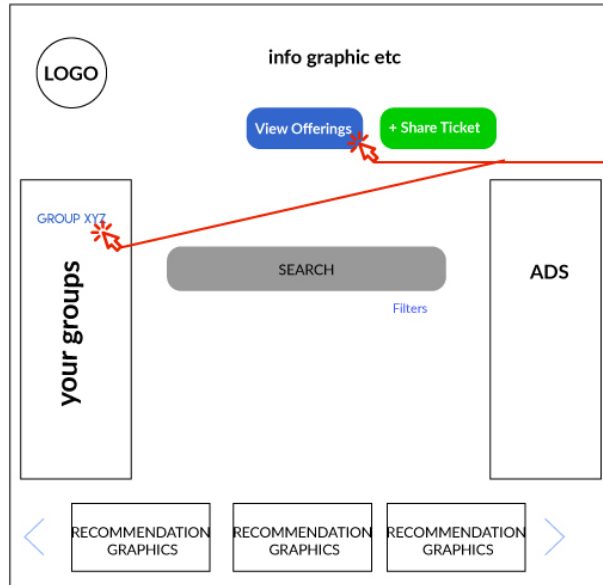 LOGO
info graphic etc
View Offerings
+ Share Ticket
GROUP XYZ
your groups
SEARCH
Filters
ADS
RECOMMENDATION
GRAPHICS
RECOMMENDATION
GRAPHICS
RECOMMENDATION
GRAPHICS